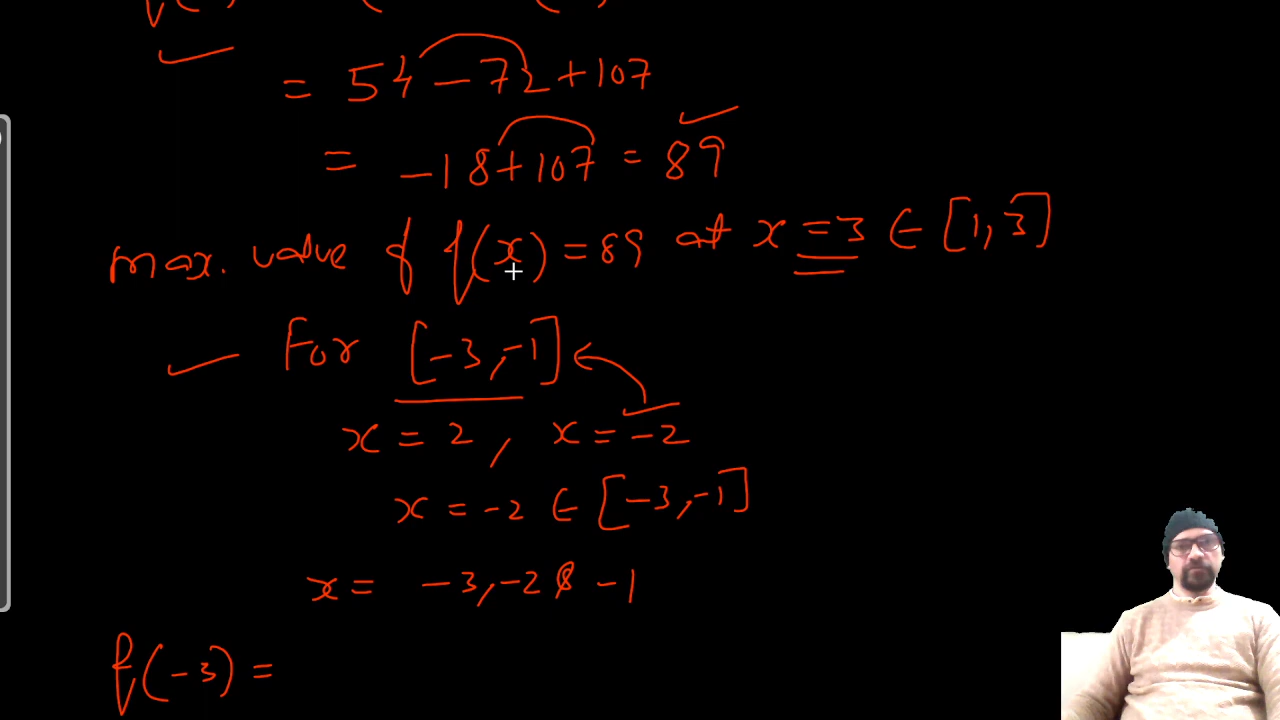 = 54 - 72 + 107
= -18 + 107 = 89
max. value of f(x) = 89 at x = 3 ∈ [1, 3]
For [-3, -1]
x = 2, x = -2
x = -2 ∈ [-3, -1]
x = -3, -2 & -1
f(-3) =